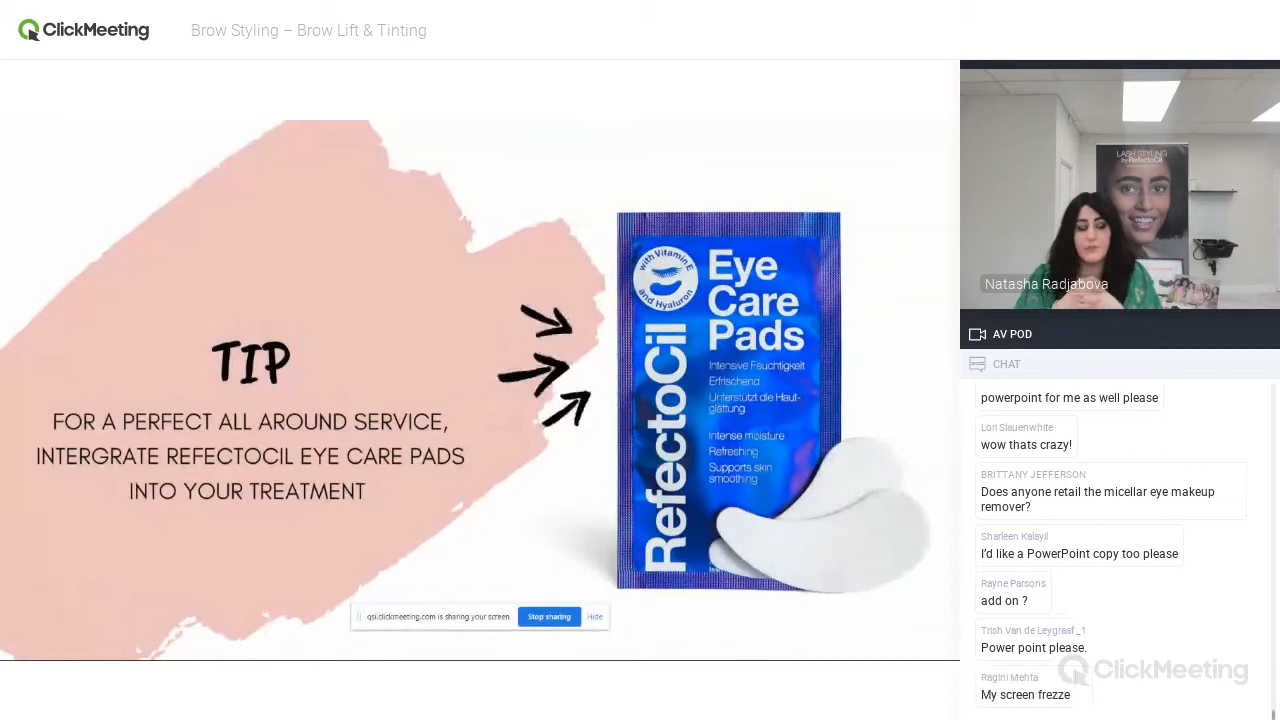 ClickMeeting
Brow Styling – Brow Lift & Tinting
TIP
FOR A PERFECT ALL AROUND SERVICE,
INTERGRATE REFECTOCIL EYE CARE PADS
INTO YOUR TREATMENT
with Vitamin E
and Hyaluron
RefectoCil
Eye
Care
Pads
Intensive Feuchtigkeit
Erfrischend
Unterstützt die Haut-
glättung
Intense moisture
Refreshing
Supports skin
smoothing
qsi.clickmeeting.com is sharing your screen.
Stop sharing
Hide
LASH STYLING
by RefectoCil
Natasha Radjabova
AV POD
CHAT
powerpoint for me as well please
Lori Slauenwhite
wow thats crazy!
BRITTANY JEFFERSON
Does anyone retail the micellar eye makeup
remover?
Sharleen Kalayil
I'd like a PowerPoint copy too please
Rayne Parsons
add on ?
Trish Van de Leygraaf _1
Power point please.
Ragini Mehta
My screen frezze
ClickMeeting